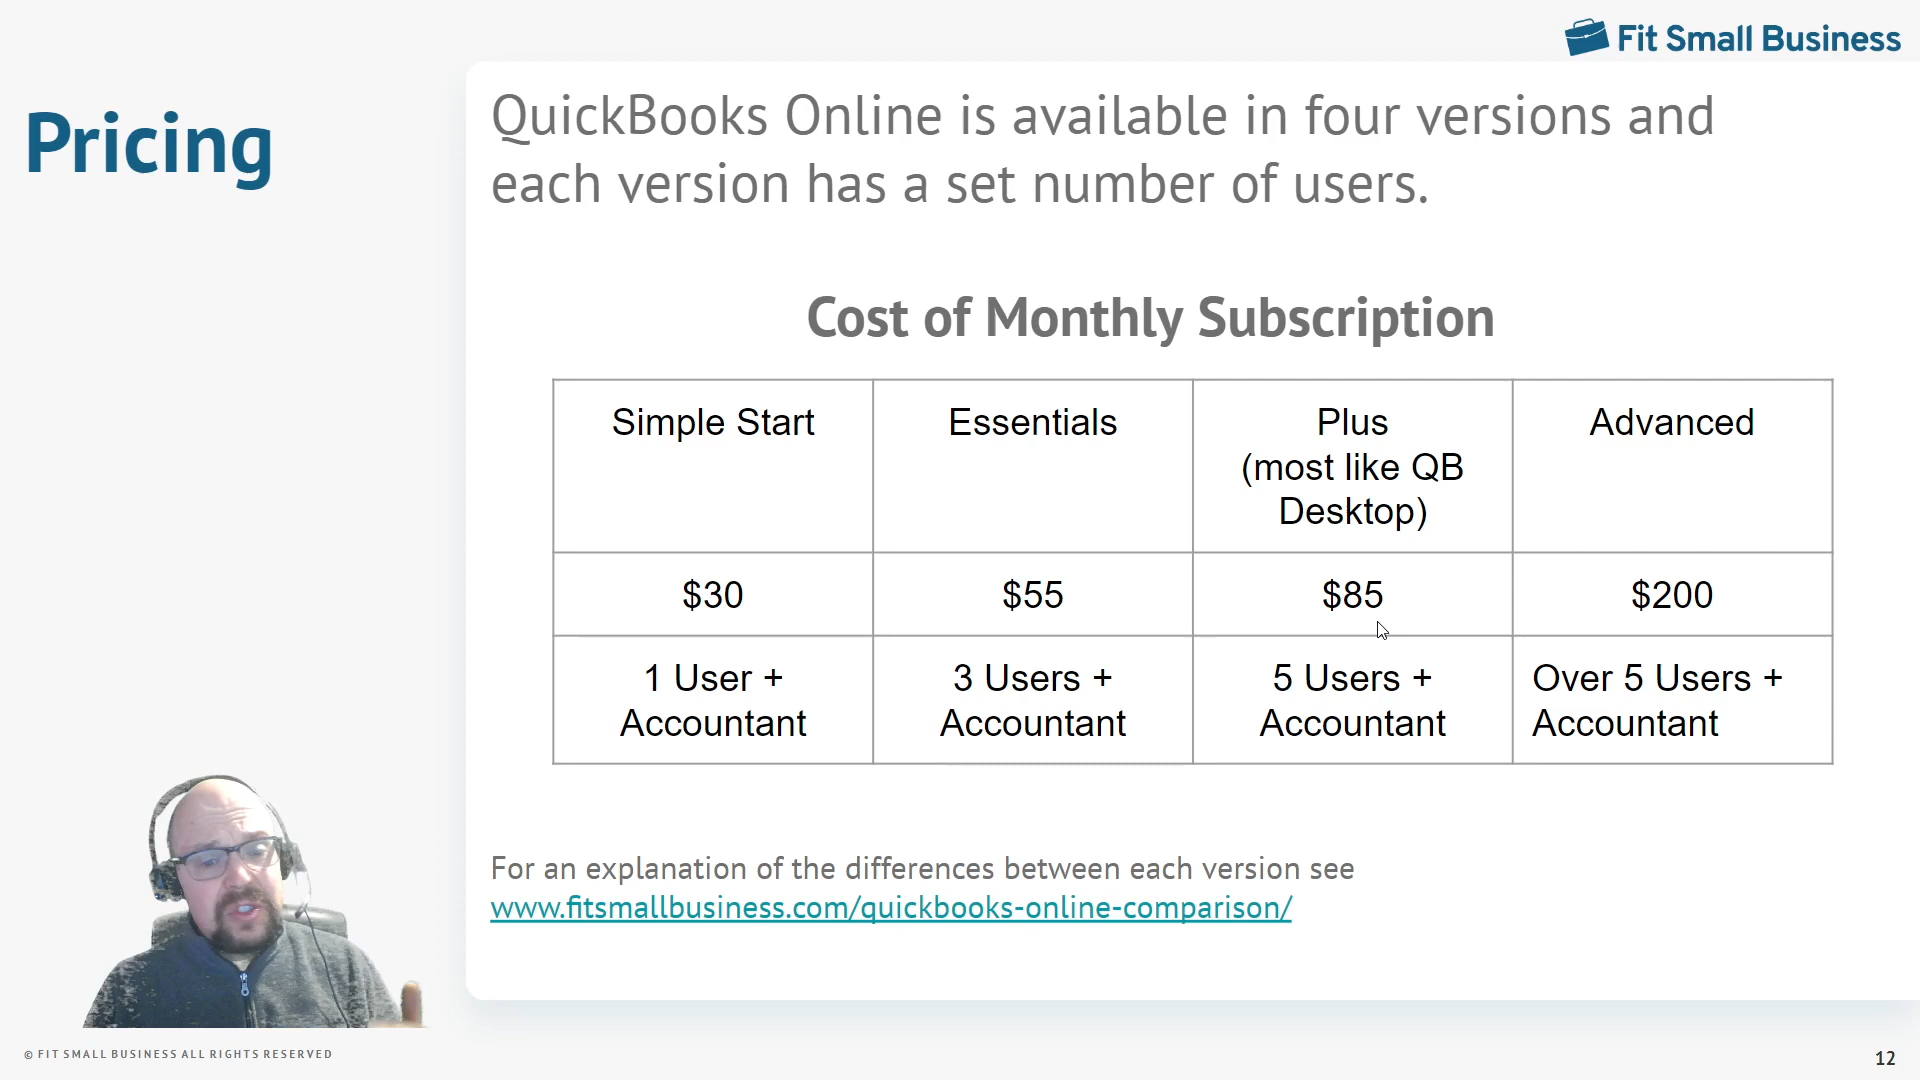 Fit Small Business
Pricing
QuickBooks Online is available in four versions and
each version has a set number of users.
Cost of Monthly Subscription
Simple Start
Essentials
Plus
(most like QB
Desktop)
Advanced
$30
$55
$85
$200
1 User +
Accountant
3 Users +
Accountant
5 Users +
Accountant
Over 5 Users +
Accountant
For an explanation of the differences between each version see
www.fitsmallbusiness.com/quickbooks-online-comparison/
© FIT SMALL BUSINESS ALL RIGHTS RESERVED
12